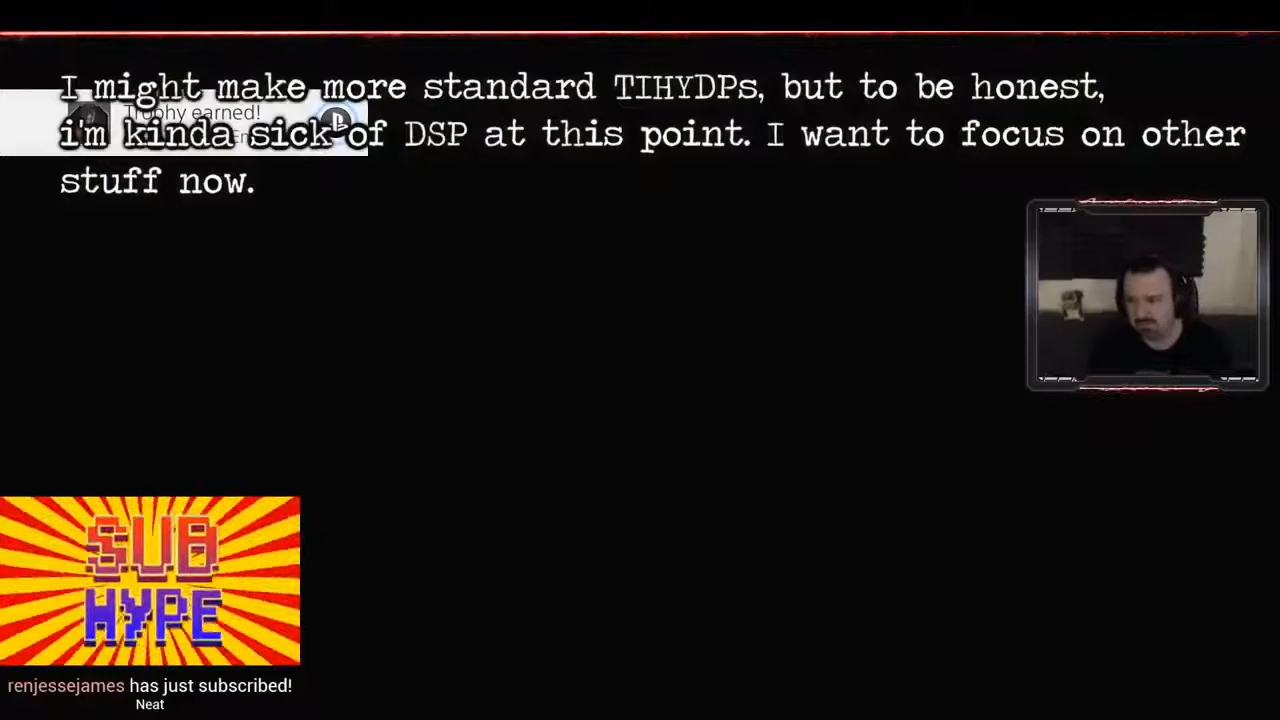 I might make more standard TIHYDPs, but to be honest,
Trophy earned!
i'm kinda sick of DSP at this point. I want to focus on other
stuff now.
SUB
HYPE
renjessejames has just subscribed!
Neat